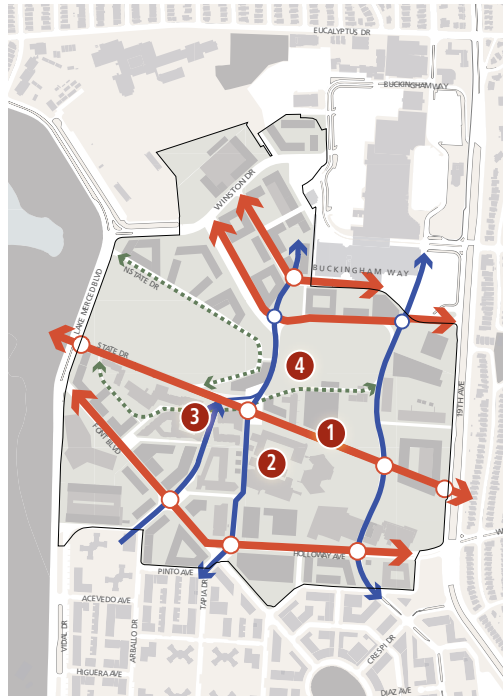 EUCALYPTUS DR
BUCKINGHAM WAY
WINSTON DR
BUCKINGHAM WAY
N STATE DR
LAKE MERCED BLVD
STATE DR
19TH AVE
4
3
1
2
FONT BLVD
HOLLOWAY AVE
PINTO AVE
TAPIA DR
ACEVEDO AVE
VIDAL DR
ARBALLO DR
CRESPI DR
HIGUERA AVE
DIAZ AVE
W